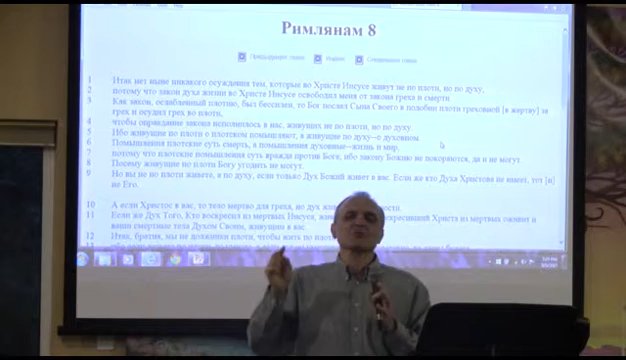 Римлянам 8
Предыдущая глава Индекс Следующая глава
1 Итак нет ныне никакого осуждения тем, которые во Христе Иисусе живут не по плоти, но по духу,
2 потому что закон духа жизни во Христе Иисусе освободил меня от закона греха и смерти.
3 Как закон, ослабленный плотию, был бессилен, то Бог послал Сына Своего в подобии плоти греховной [в жертву] за
грех и осудил грех во плоти,
4 чтобы оправдание закона исполнилось в нас, живущих не по плоти, но по духу.
5 Ибо живущие по плоти о плотском помышляют, а живущие по духу--о духовном.
6 Помышления плотские суть смерть, а помышления духовные--жизнь и мир,
7 потому что плотские помышления суть вражда против Бога; ибо закону Божию не покоряются, да и не могут.
8 Посему живущие по плоти Богу угодить не могут.
9 Но вы не по плоти живете, а по духу, если только Дух Божий живет в вас. Если же кто Духа Христова не имеет, тот [и]
не Его.
10 А если Христос в вас, то тело мертво для греха, но дух
11 Если же Дух Того, Кто воскресил из мертвых Иисуса, Христа из мертвых оживит и
ваши смертные тела Духом Своим, живущим в вас.
12 Итак, братия, мы не должники плоти, чтобы жить по плоти